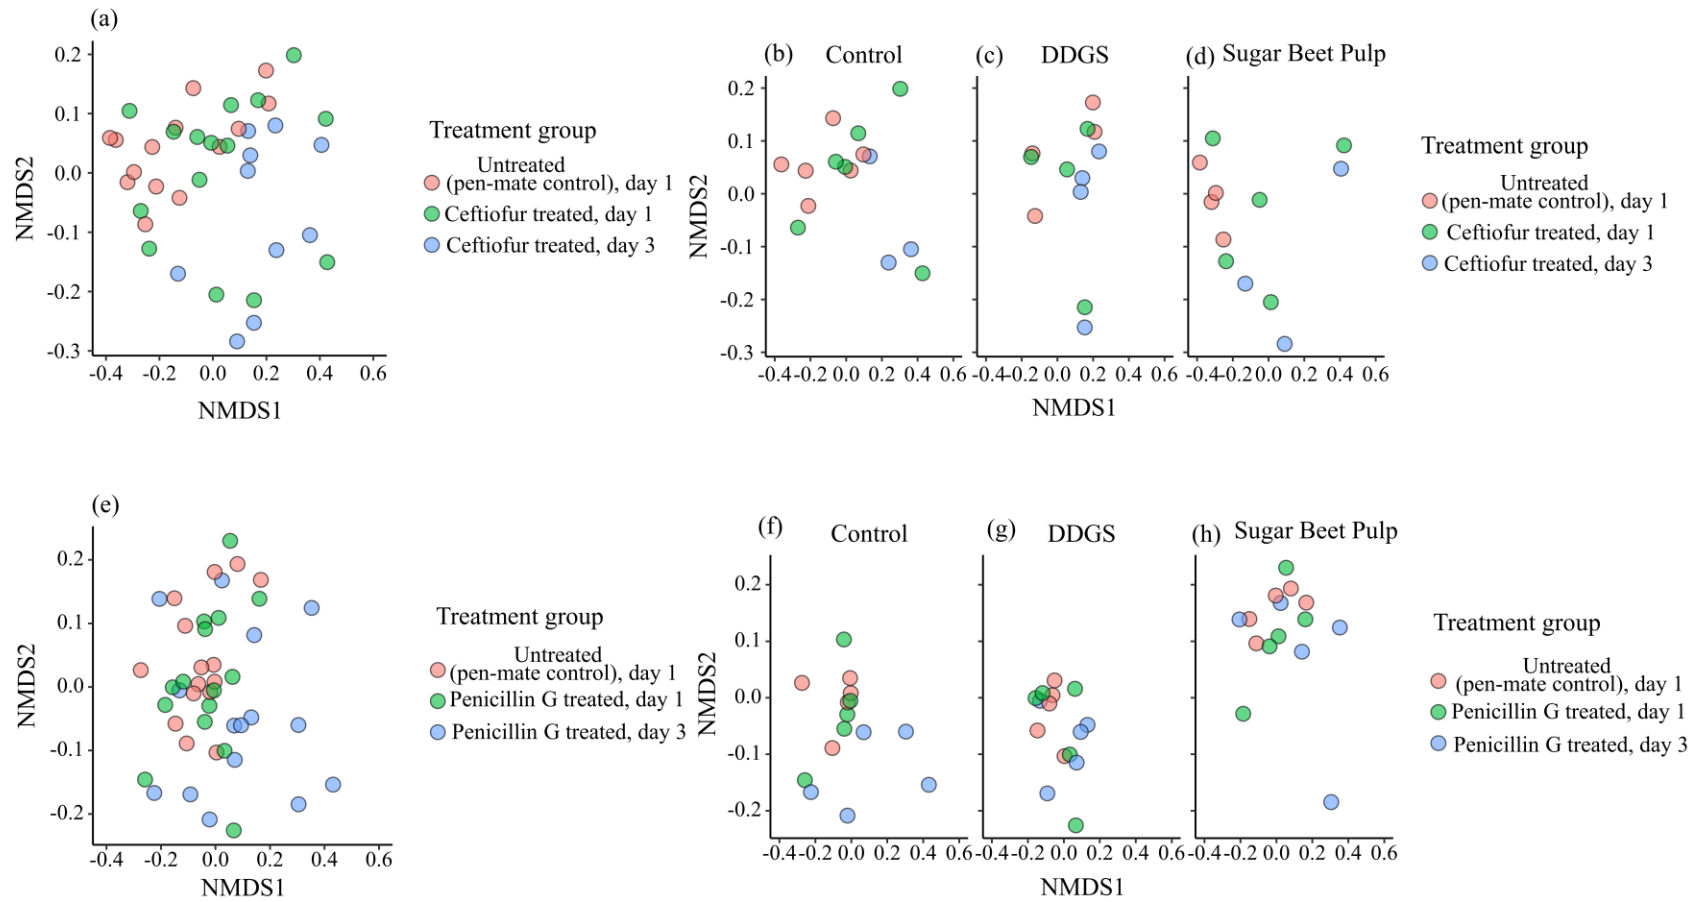 (a)
0.2
0.1
0.0
-0.1
-0.2
-0.3
NMDS2
-0.4 -0.2 0.0 0.2 0.4 0.6
NMDS1
Treatment group
Untreated
(pen-mate control), day 1
Ceftiofur treated, day 1
Ceftiofur treated, day 3
(b) Control
(c) DDGS
(d) Sugar Beet Pulp
0.2
0.1
0.0
-0.1
-0.2
-0.3
NMDS2
-0.4 -0.2 0.0 0.2 0.4 0.6 -0.4 -0.2 0.0 0.2 0.4 0.6 -0.4 -0.2 0.0 0.2 0.4 0.6
NMDS1
Treatment group
Untreated
(pen-mate control), day 1
Ceftiofur treated, day 1
Ceftiofur treated, day 3
(e)
0.2
0.1
0.0
-0.1
-0.2
NMDS2
-0.4 -0.2 0.0 0.2 0.4 0.6
NMDS1
Treatment group
Untreated
(pen-mate control), day 1
Penicillin G treated, day 1
Penicillin G treated, day 3
(f) Control
(g) DDGS
(h) Sugar Beet Pulp
0.2
0.1
0.0
-0.1
-0.2
NMDS2
-0.4 -0.2 0.0 0.2 0.4 0.6 -0.4 -0.2 0.0 0.2 0.4 0.6 -0.4 -0.2 0.0 0.2 0.4 0.6
NMDS1
Treatment group
Untreated
(pen-mate control), day 1
Penicillin G treated, day 1
Penicillin G treated, day 3